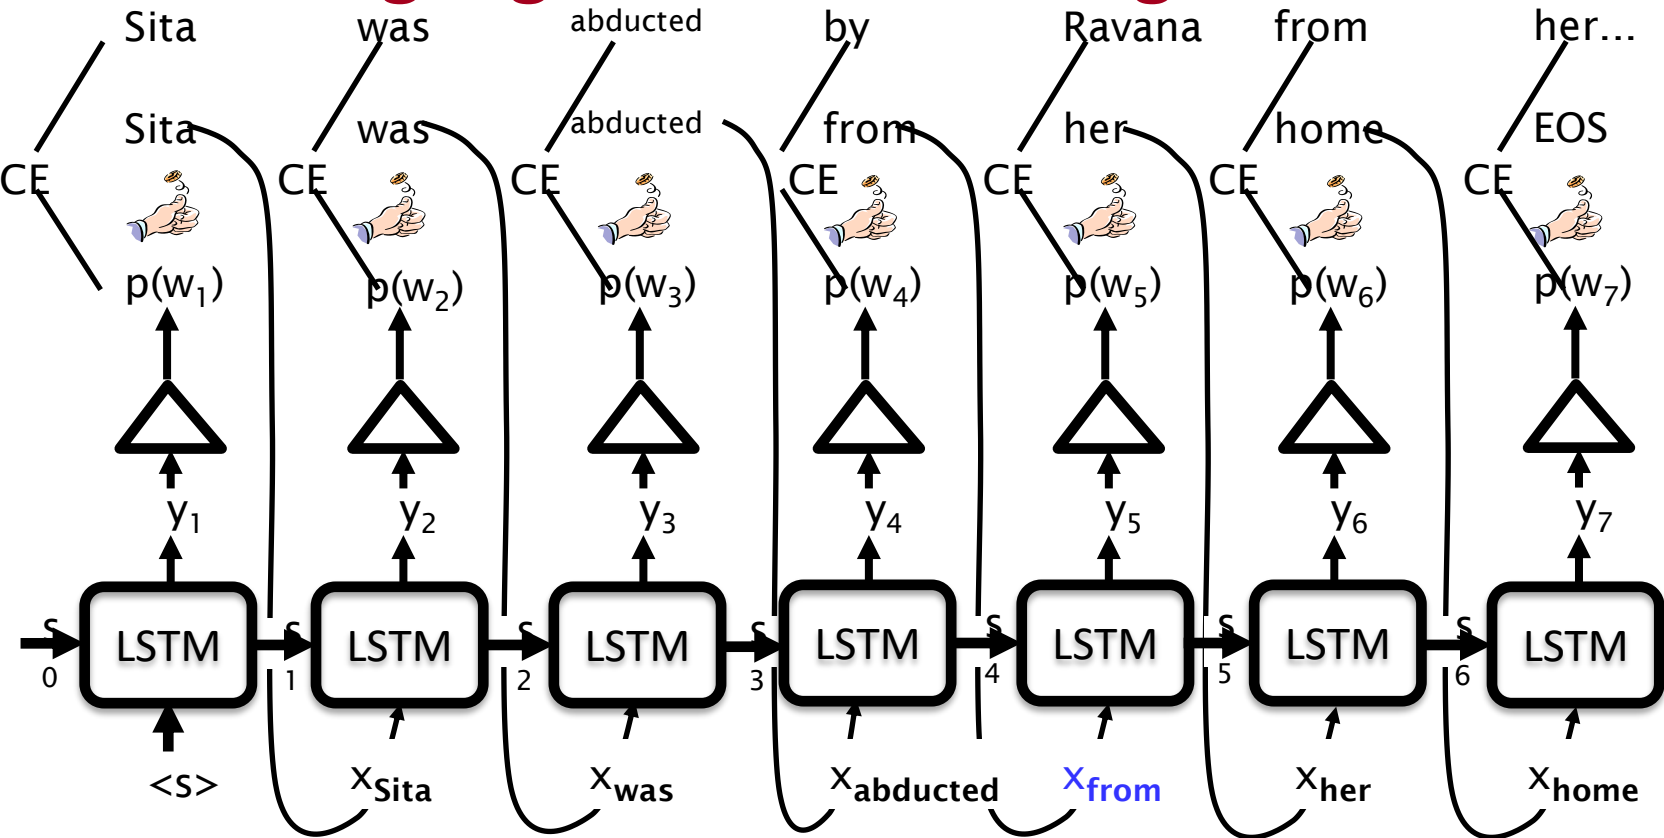 Sita was abducted by Ravana from her...
Sita was abducted from her home EOS
CE CE CE CE CE CE CE
p(w1) p(w2) p(w3) p(w4) p(w5) p(w6) p(w7)
y1 y2 y3 y4 y5 y6 y7
s0 LSTM s1 LSTM s2 LSTM s3 LSTM s4 LSTM s5 LSTM s6 LSTM
<s> xSita xwas xabducted xfrom xher xhome